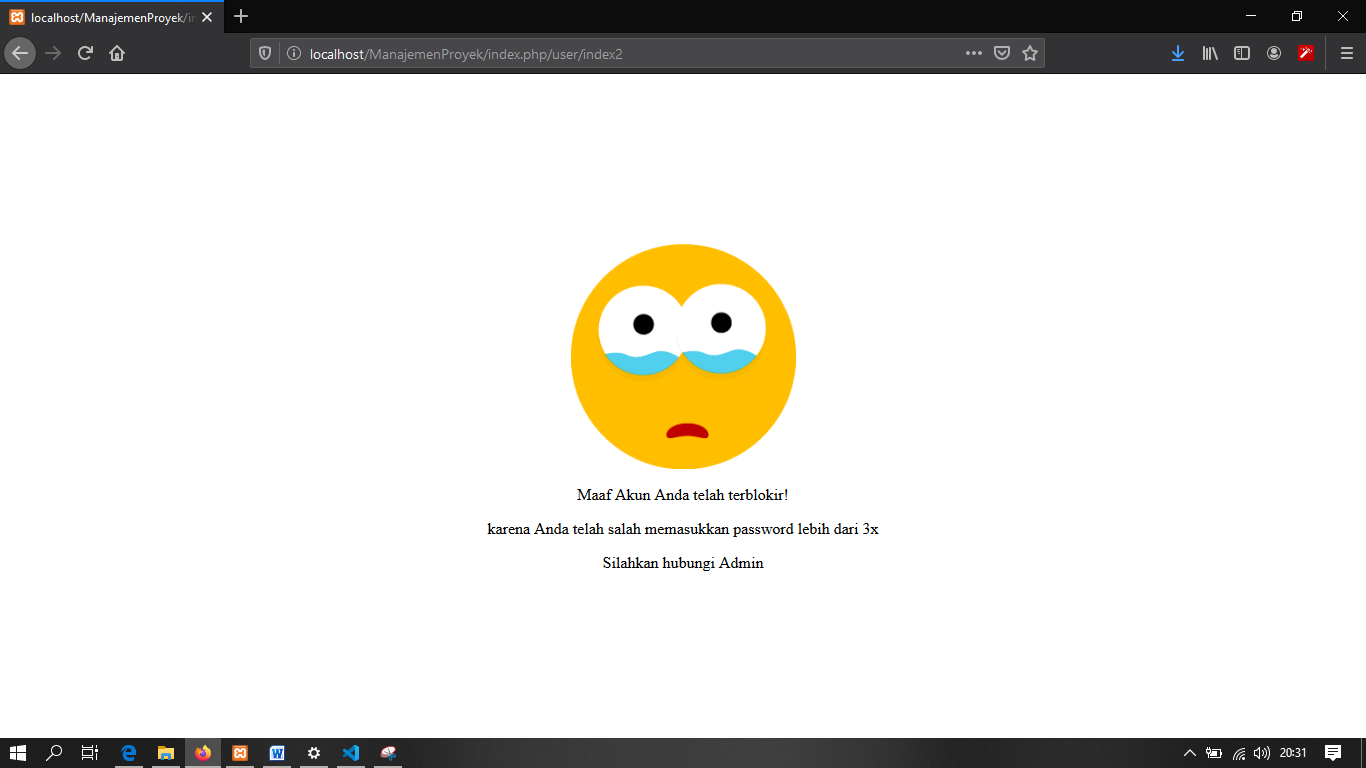 localhost/ManajemenProyek/in
localhost/ManajemenProyek/index.php/user/index2
Maaf Akun Anda telah terblokir!
karena Anda telah salah memasukkan password lebih dari 3x
Silahkan hubungi Admin
20:31